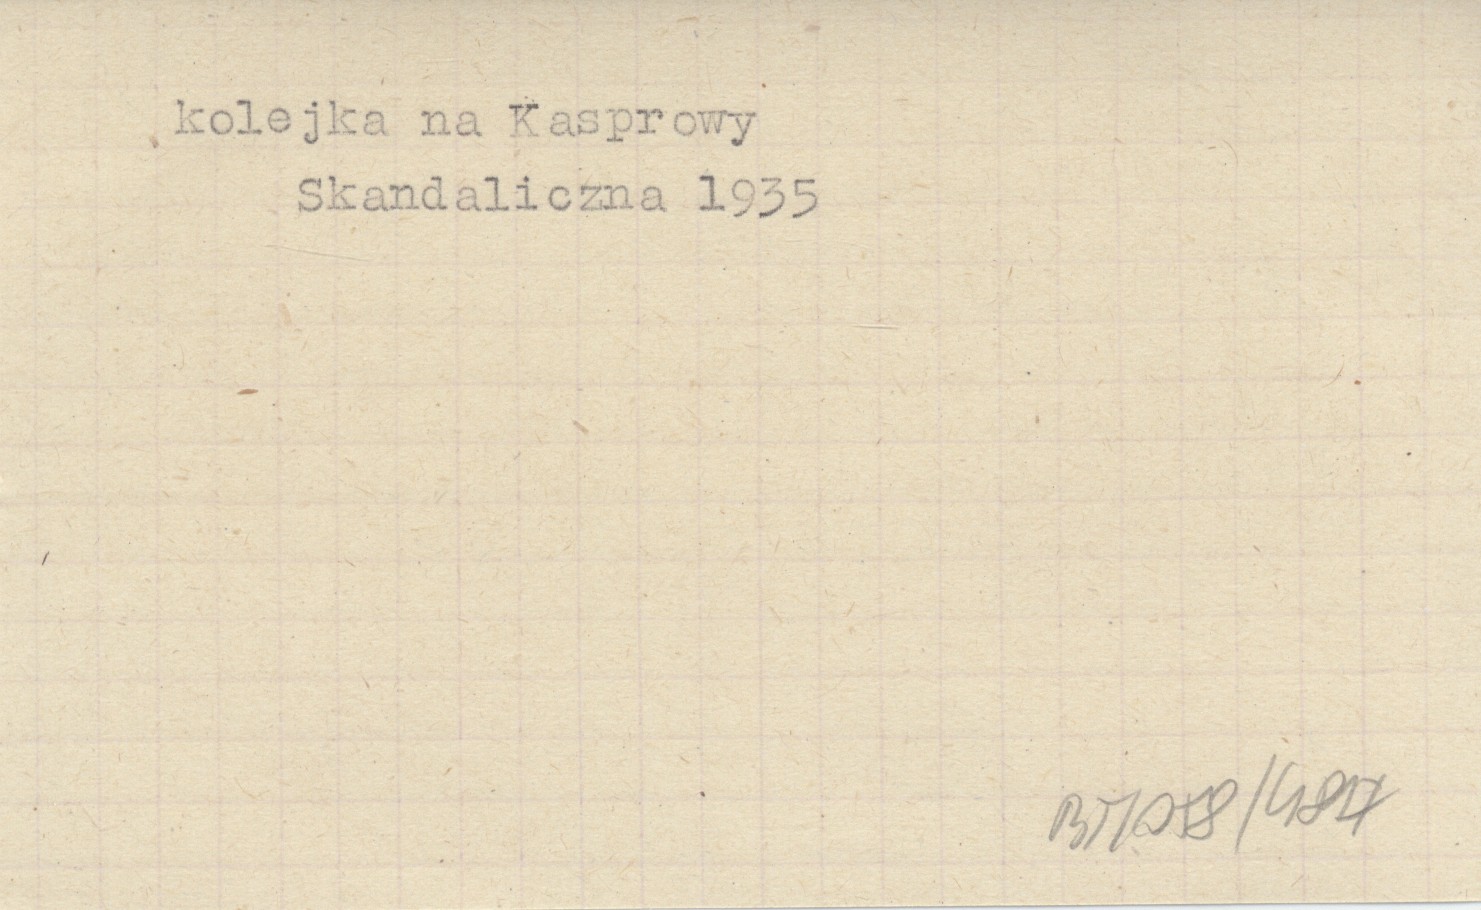 kolejka na Kasprowy
Skandaliczna 1935